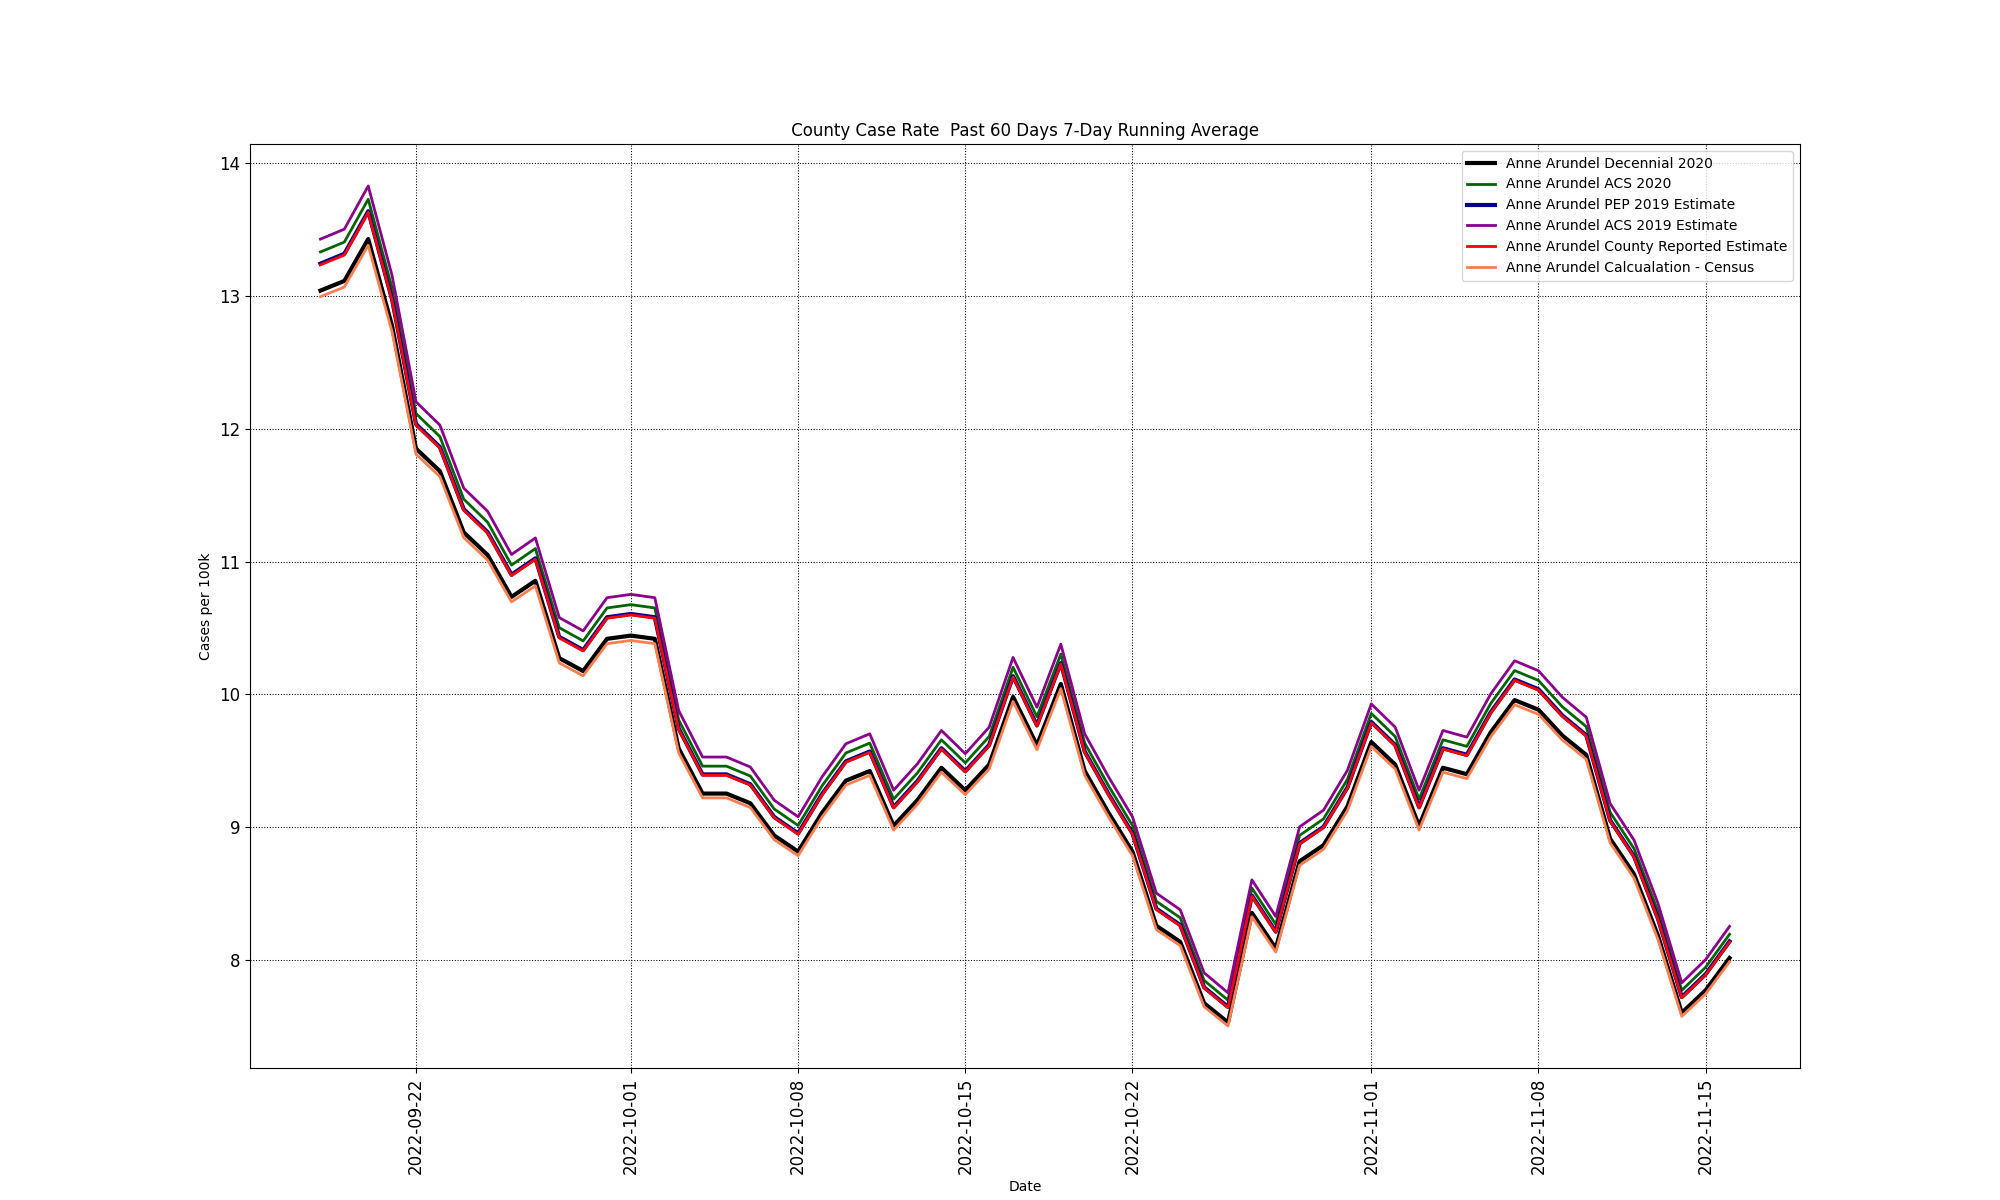 County Case Rate  Past 60 Days 7-Day Running Average
Anne Arundel Decennial 2020
Anne Arundel ACS 2020
Anne Arundel PEP 2019 Estimate
Anne Arundel ACS 2019 Estimate
Anne Arundel County Reported Estimate
Anne Arundel Calcualation - Census
Cases per 100k
14
13
12
11
10
9
8
2022-09-22
2022-10-01
2022-10-08
2022-10-15
2022-10-22
2022-11-01
2022-11-08
2022-11-15
Date